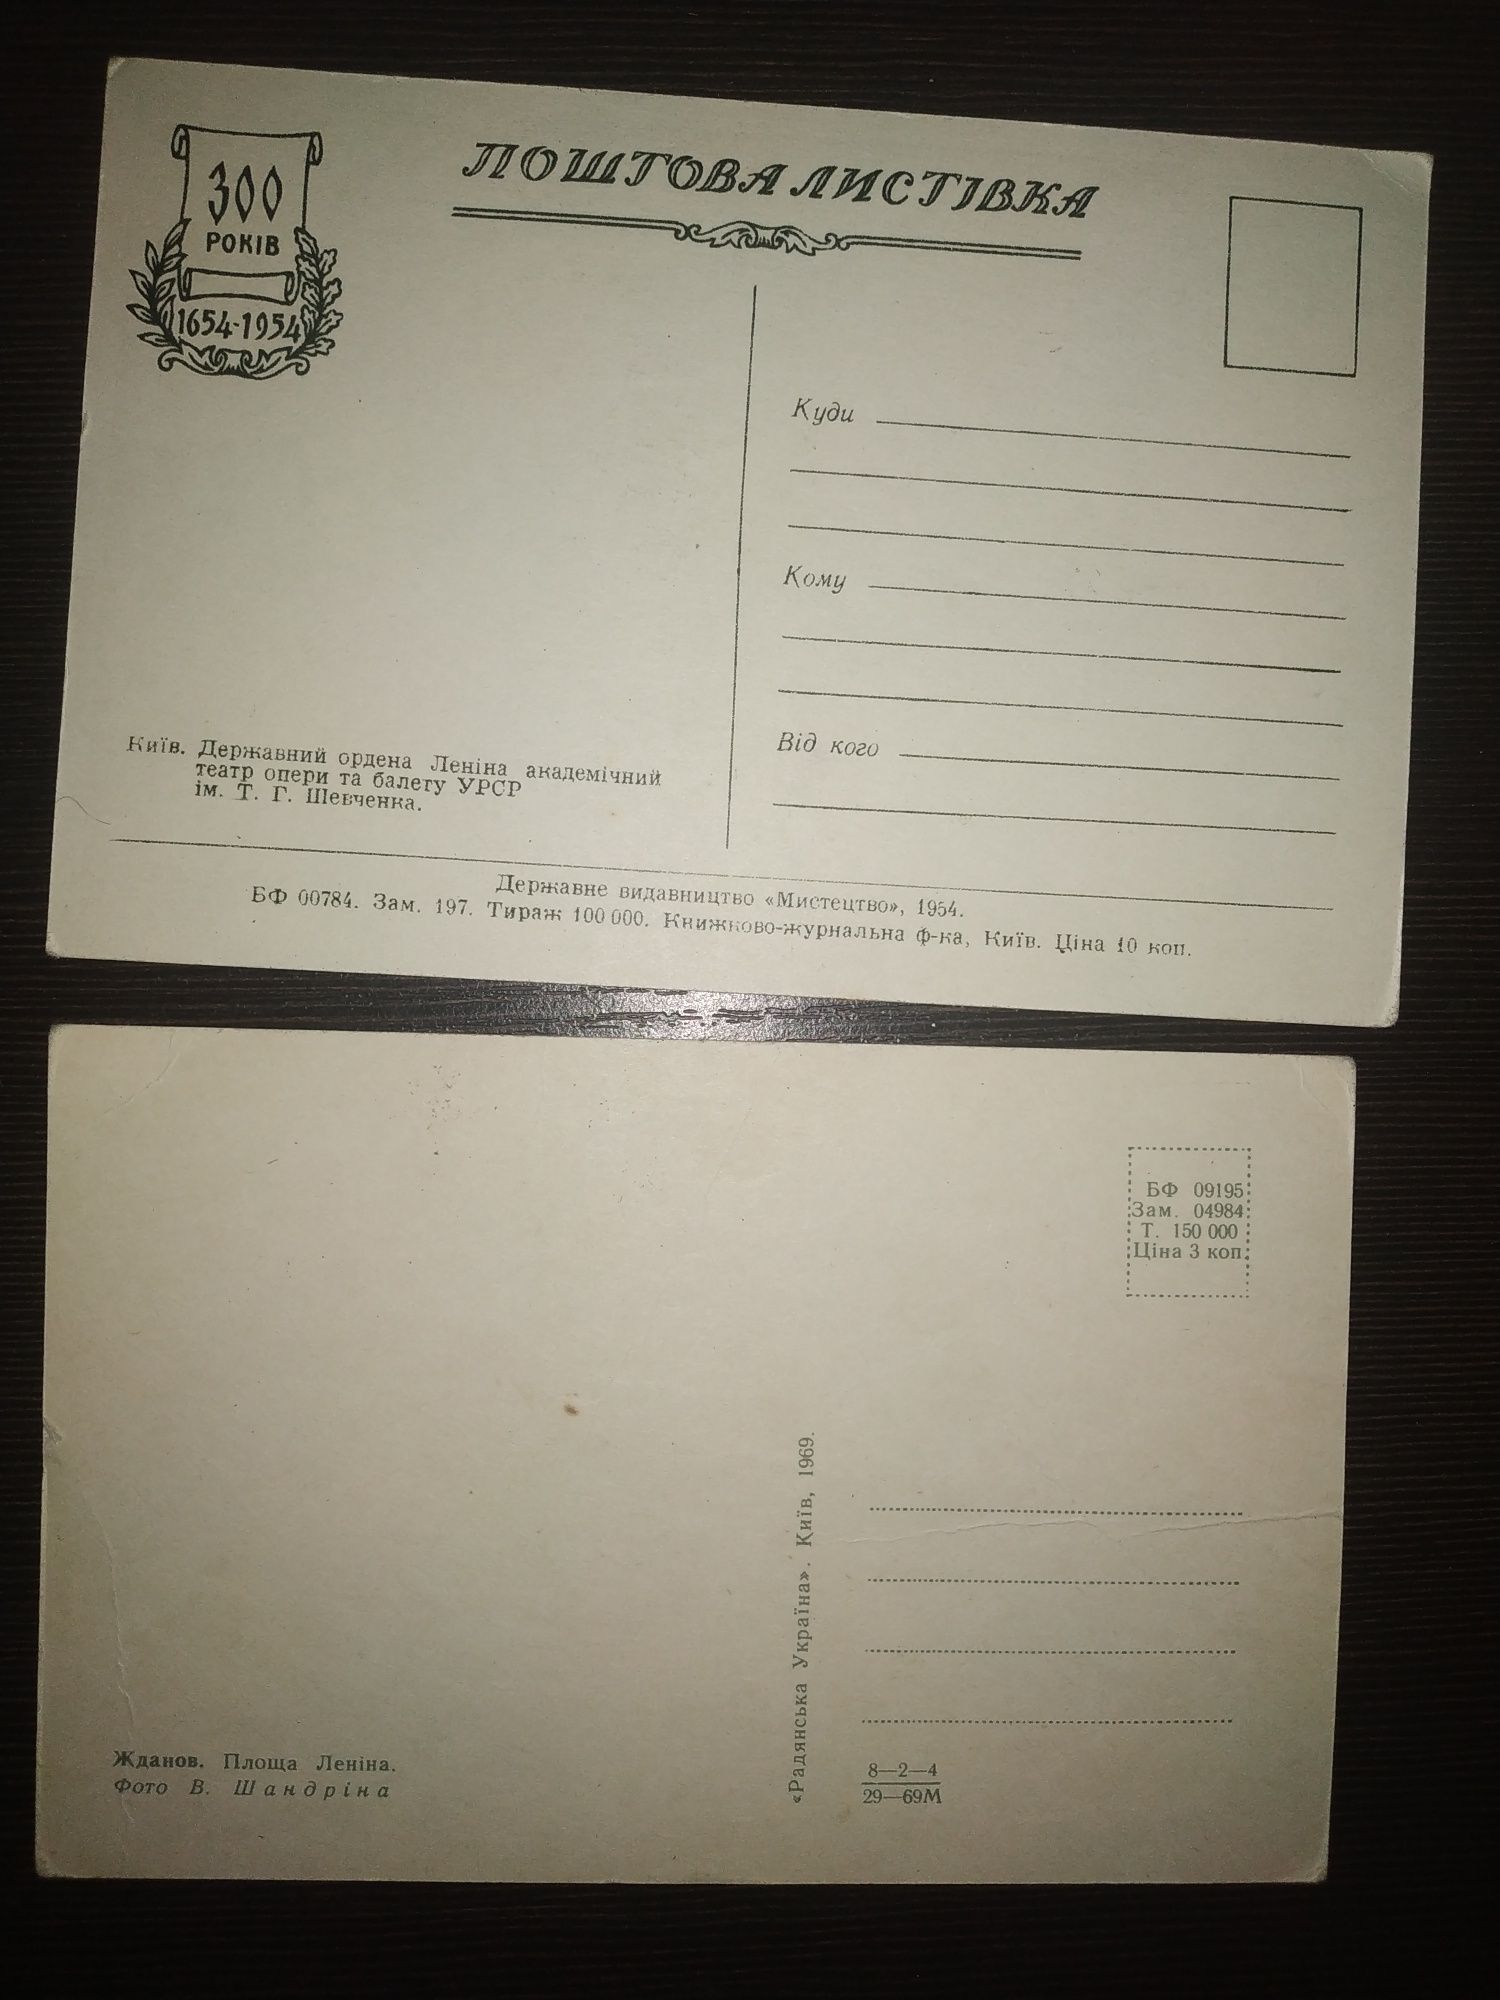 300
РОКІВ
1654-1954
ПОШТОВА ЛИСТІВКА
Куди
Кому
Від кого
Київ. Державний ордена Леніна академічний
театр опери та балету УРСР
ім. Т. Г. Шевченка.
Державне видавництво «Мистецтво», 1954.
БФ 00784. Зам. 197. Тираж 100 000. Книжково-журнальна ф-ка, Київ. Ціна 10 коп.
БФ 09195
Зам. 04984
Т. 150 000
Ціна 3 коп.
«Радянська Україна». Київ, 1969.
Жданов. Площа Леніна.
Фото В. Шандріна
8—2—4
29—69М